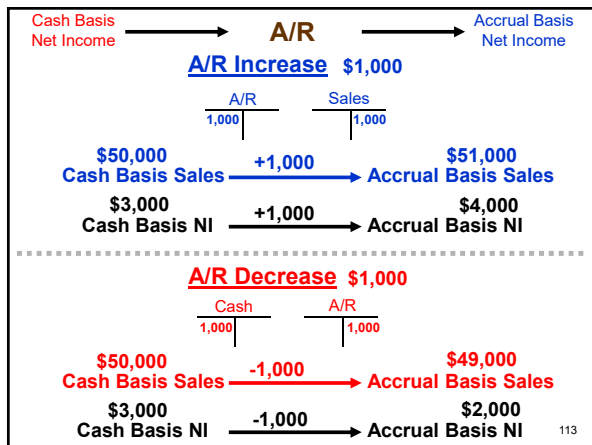 Cash Basis
Net Income
A/R
Accrual Basis
Net Income
A/R Increase $1,000
A/R Sales
1,000 1,000
$50,000 +1,000 $51,000
Cash Basis Sales Accrual Basis Sales
$3,000 +1,000 $4,000
Cash Basis NI Accrual Basis NI
A/R Decrease $1,000
Cash A/R
1,000 1,000
$50,000 -1,000 $49,000
Cash Basis Sales Accrual Basis Sales
$3,000 -1,000 $2,000
Cash Basis NI Accrual Basis NI
113